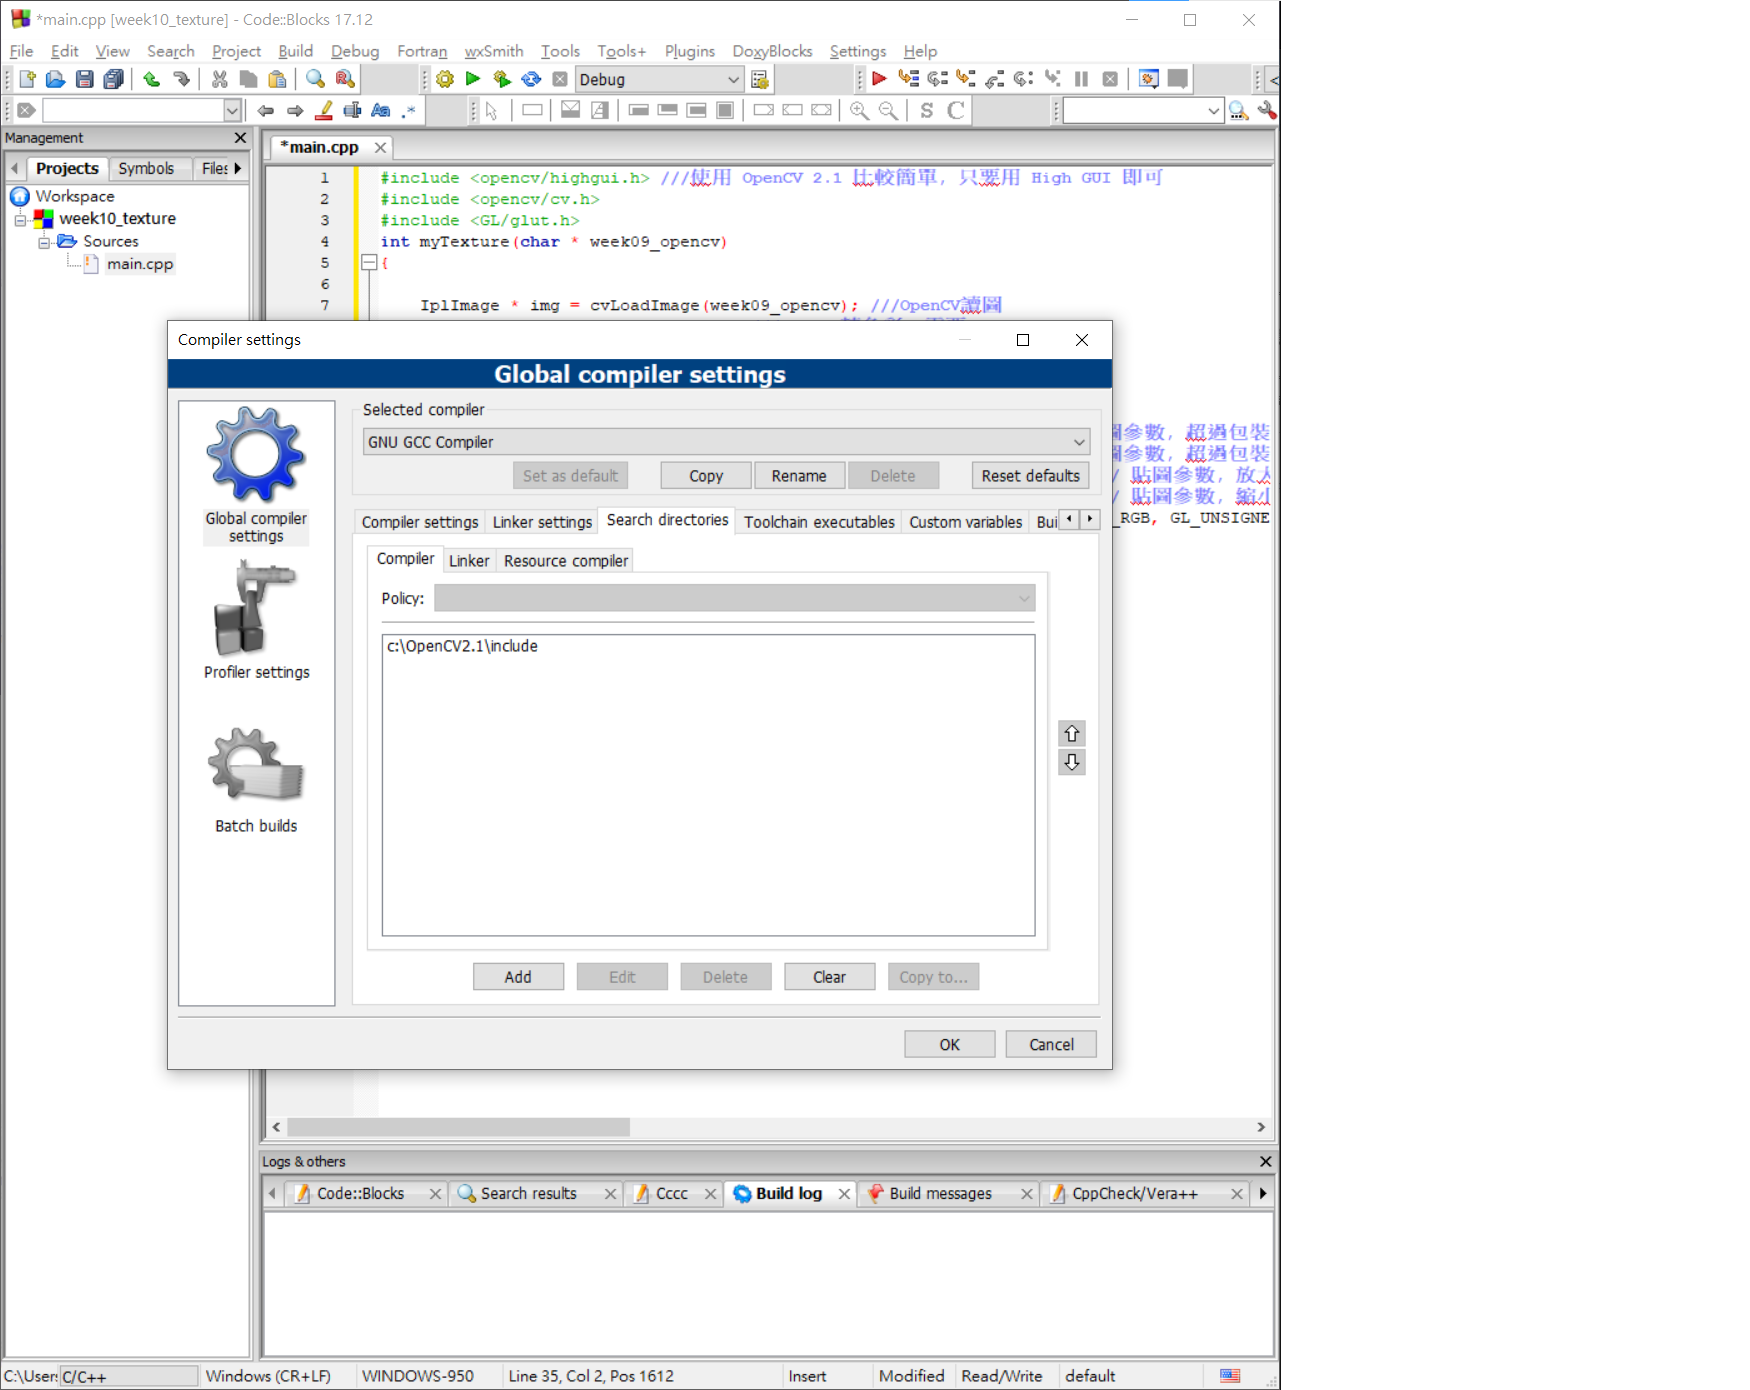 *main.cpp [week10_texture] - Code::Blocks 17.12
File Edit View Search Project Build Debug Fortran wxSmith Tools Tools+ Plugins DoxyBlocks Settings Help
Debug
S C
Management
Projects Symbols Files
Workspace
week10_texture
Sources
main.cpp
*main.cpp
1 #include <opencv/highgui.h> ///使用 OpenCV 2.1 比較簡單, 只要用 High GUI 即可
2 #include <opencv/cv.h>
3 #include <GL/glut.h>
4 int myTexture(char * week09_opencv)
5 {
6
7 IplImage * img = cvLoadImage(week09_opencv); ///OpenCV讀圖
圖參數, 超過包裝
圖參數, 超過包裝
/ 貼圖參數, 放大
/ 貼圖參數, 縮小
_RGB, GL_UNSIGNE
Compiler settings
Global compiler settings
Global compiler
settings
Profiler settings
Batch builds
Selected compiler
GNU GCC Compiler
Set as default Copy Rename Delete Reset defaults
Compiler settings Linker settings Search directories Toolchain executables Custom variables Bui
Compiler Linker Resource compiler
Policy:
c:\OpenCV2.1\include
Add Edit Delete Clear Copy to...
OK Cancel
Logs & others
Code::Blocks Search results Cccc Build log Build messages CppCheck/Vera++
C:\User: C/C++ Windows (CR+LF) WINDOWS-950 Line 35, Col 2, Pos 1612 Insert Modified Read/Write default